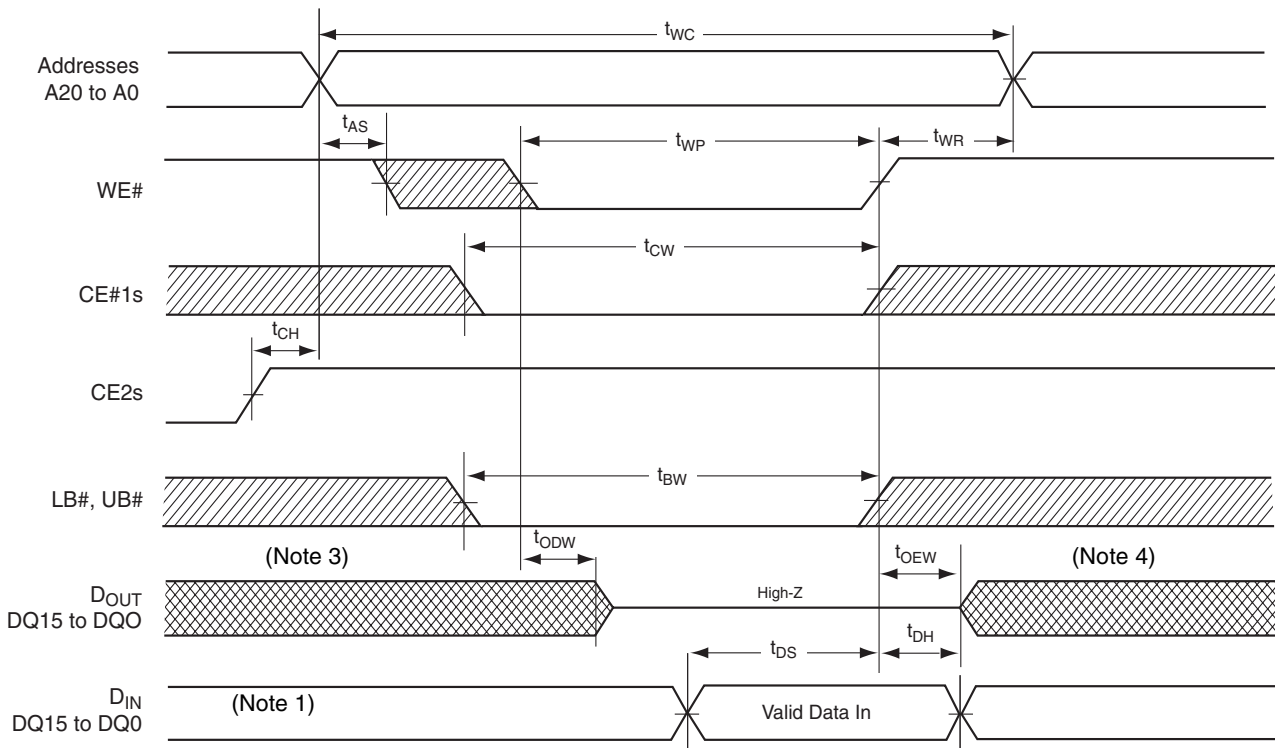 tWC
Addresses
A20 to A0
tAS
tWP
tWR
WE#
tCW
CE#1s
tCH
CE2s
tBW
LB#, UB#
(Note 3)
tODW
tOEW
(Note 4)
DOUT
DQ15 to DQO
High-Z
tDS
tDH
DIN
DQ15 to DQ0
(Note 1)
Valid Data In